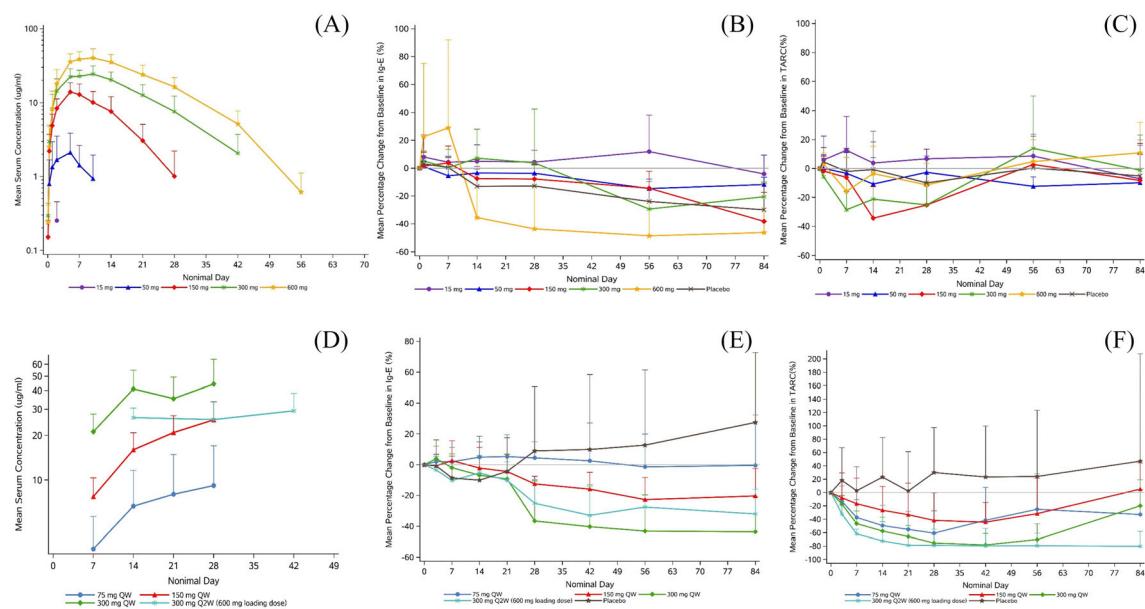 (A)
Mean Serum Concentration (ug/ml)
100
10
1
0.1
0 7 14 21 28 35 42 49 56 63 70
Nonimal Day
15 mg 50 mg 150 mg 300 mg 600 mg
(B)
Mean Percentage Change from Baseline in Ig-E (%)
100
80
60
40
20
0
-20
-40
-60
0 7 14 21 28 35 42 49 56 63 70 77 84
Nominal Day
15 mg 50 mg 150 mg 300 mg 600 mg Placebo
(C)
Mean Percentage Change from Baseline in TARC(%)
100
80
60
40
20
0
-20
-40
-60
0 7 14 21 28 35 42 49 56 63 70 77 84
Nominal Day
15 mg 50 mg 150 mg 300 mg 600 mg Placebo
(D)
Mean Serum Concentration (ug/ml)
60
50
40
30
20
10
0 7 14 21 28 35 42 49
Nonimal Day
75 mg QW 150 mg QW
300 mg QW 300 mg Q2W (600 mg loading dose)
(E)
Mean Percentage Change from Baseline in Ig-E (%)
80
60
40
20
0
-20
-40
-60
0 7 14 21 28 35 42 49 56 63 70 77 84
Nominal Day
75 mg QW 150 mg QW 300 mg QW
300 mg Q2W (600 mg loading dose) Placebo
(F)
Mean Percentage Change from Baseline in TARC(%)
200
180
160
140
120
100
80
60
40
20
0
-20
-40
-60
-80
-100
0 7 14 21 28 35 42 49 56 63 70 77 84
Nominal Day
75 mg QW 150 mg QW 300 mg QW
300 mg Q2W (600 mg loading dose) Placebo